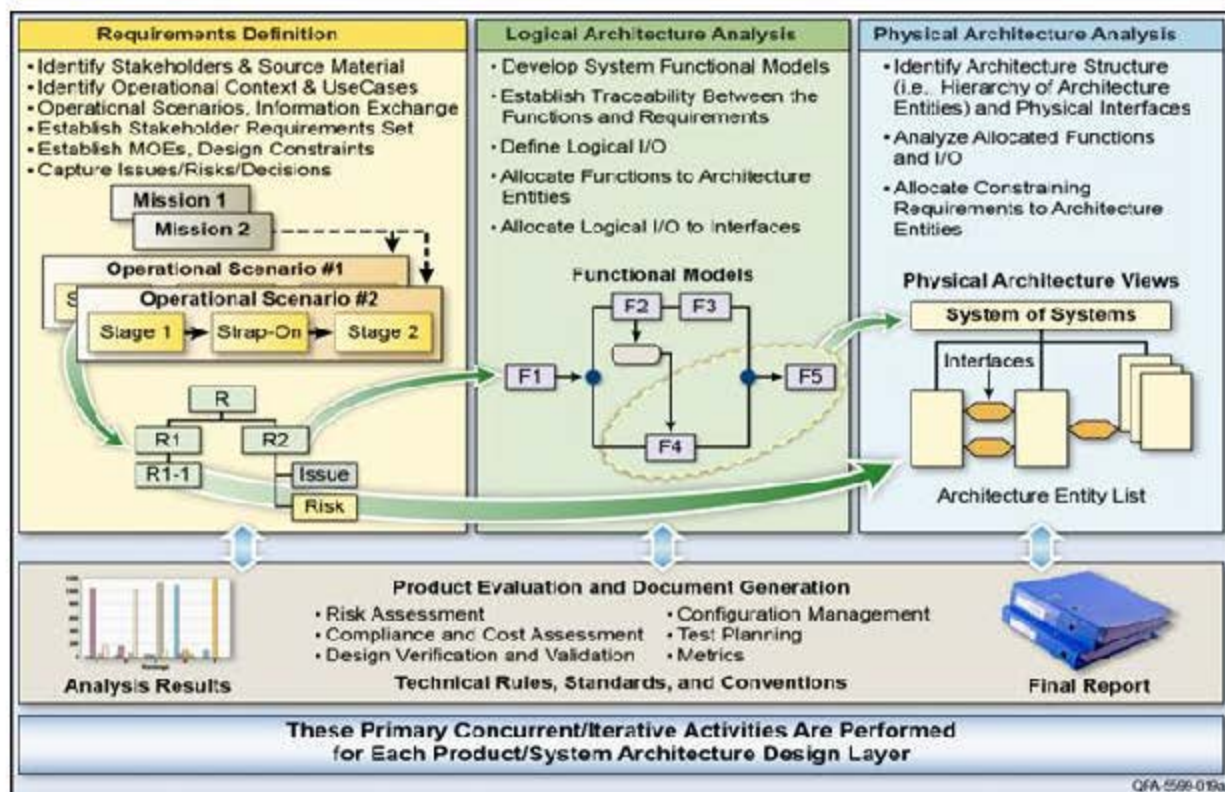 Requirements Definition
• Identify Stakeholders & Source Material
• Identify Operational Context & UseCases
• Operational Scenarios, Information Exchange
• Establish Stakeholder Requirements Set
• Establish MOEs, Design Constraints
• Capture Issues/Risks/Decisions
Mission 1
Mission 2
Operational Scenario #1
S
Operational Scenario #2
Stage 1
Strap-On
Stage 2
R
R1
R2
R1-1
Issue
Risk
Logical Architecture Analysis
• Develop System Functional Models
• Establish Traceability Between the
Functions and Requirements
• Define Logical I/O
• Allocate Functions to Architecture
Entities
• Allocate Logical I/O to Interfaces
Functional Models
F2
F3
F1
F5
F4
Physical Architecture Analysis
• Identify Architecture Structure
(i.e., Hierarchy of Architecture
Entities) and Physical Interfaces
• Analyze Allocated Functions
and I/O
• Allocate Constraining
Requirements to Architecture
Entities
Physical Architecture Views
System of Systems
Interfaces
Architecture Entity List
Product Evaluation and Document Generation
• Risk Assessment
• Compliance and Cost Assessment
• Design Verification and Validation
• Configuration Management
• Test Planning
• Metrics
Analysis Results
Technical Rules, Standards, and Conventions
Final Report
These Primary Concurrent/Iterative Activities Are Performed
for Each Product/System Architecture Design Layer
QFA-5599-019a